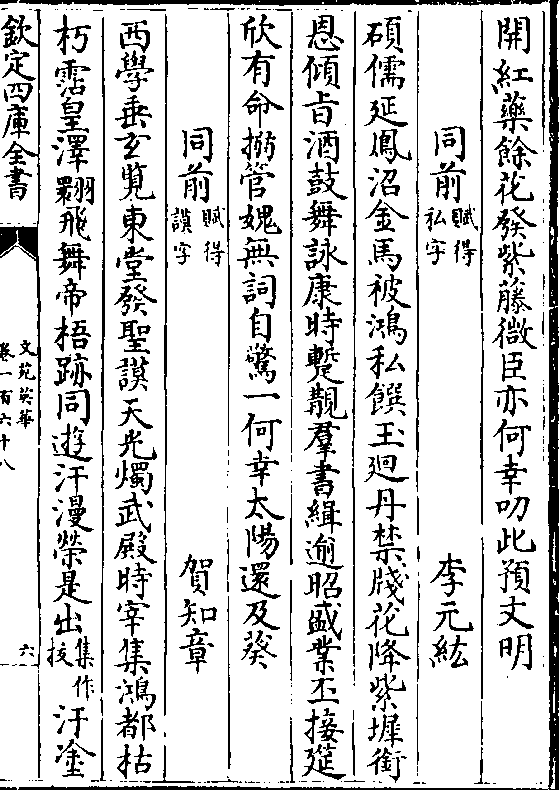 開紅藥餘花發紫藤微臣亦何幸叨此預文明
同前賦得私字 李元紘
碩儒延鳳沼金馬被鴻私饌玉廻丹禁牋花降紫墀銜
恩傾旨酒鼓舞詠康時蹔覩羣書緝逾昭盛業丕接筵
欣有命搦管媿無詞自驚一何幸太陽還及葵
同前賦得謨字 賀知章
西學垂玄覧東堂發聖謨天光燭武殿時宰集鴻都枯
朽霑皇澤翾飛舞帝梧跡同遊汗漫榮是出集作拔汙塗
欽定四庫全書
文苑英華
卷一百六十八
六